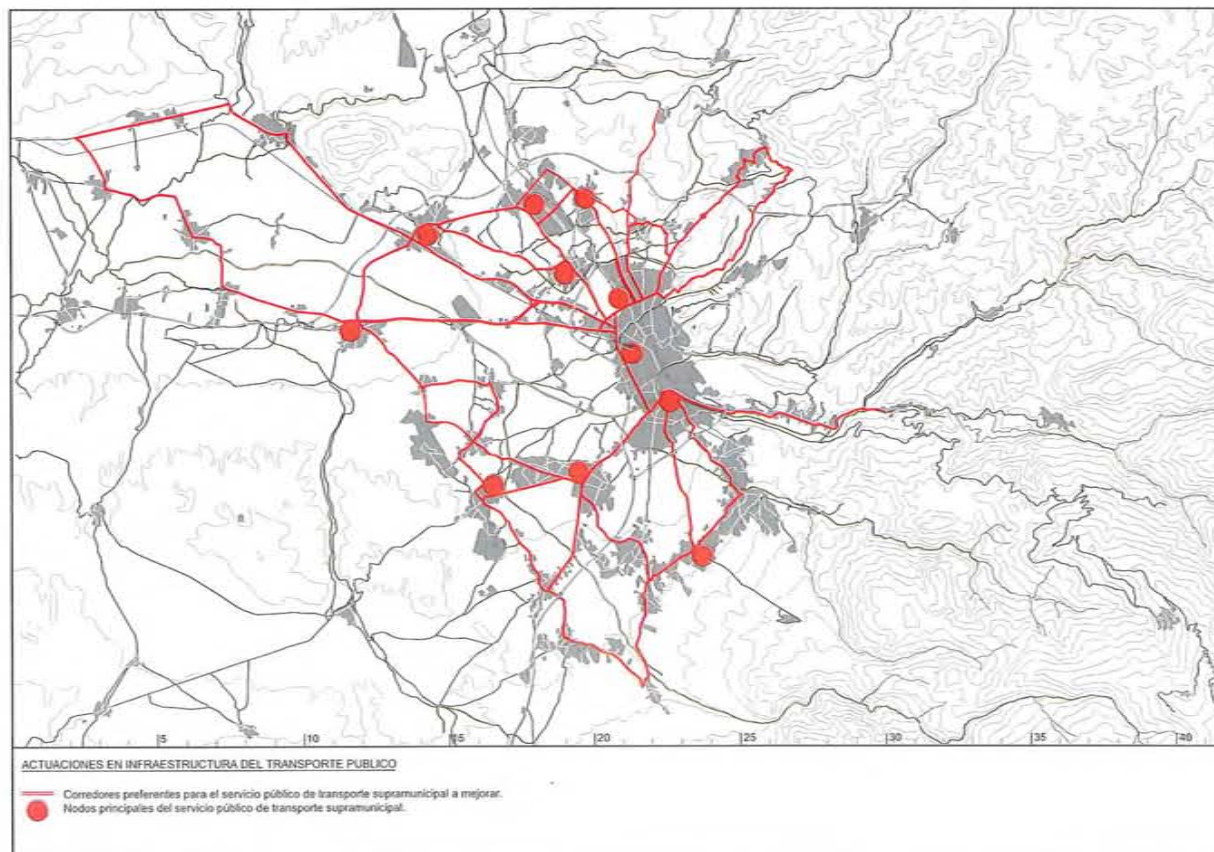 5 10 15 20 25 30 35 40
ACTUACIONES EN INFRAESTRUCTURA DEL TRANSPORTE PUBLICO
Corredores preferentes para el servicio público de transporte supramunicipal a mejorar.
Nodos principales del servicio público de transporte supramunicipal.